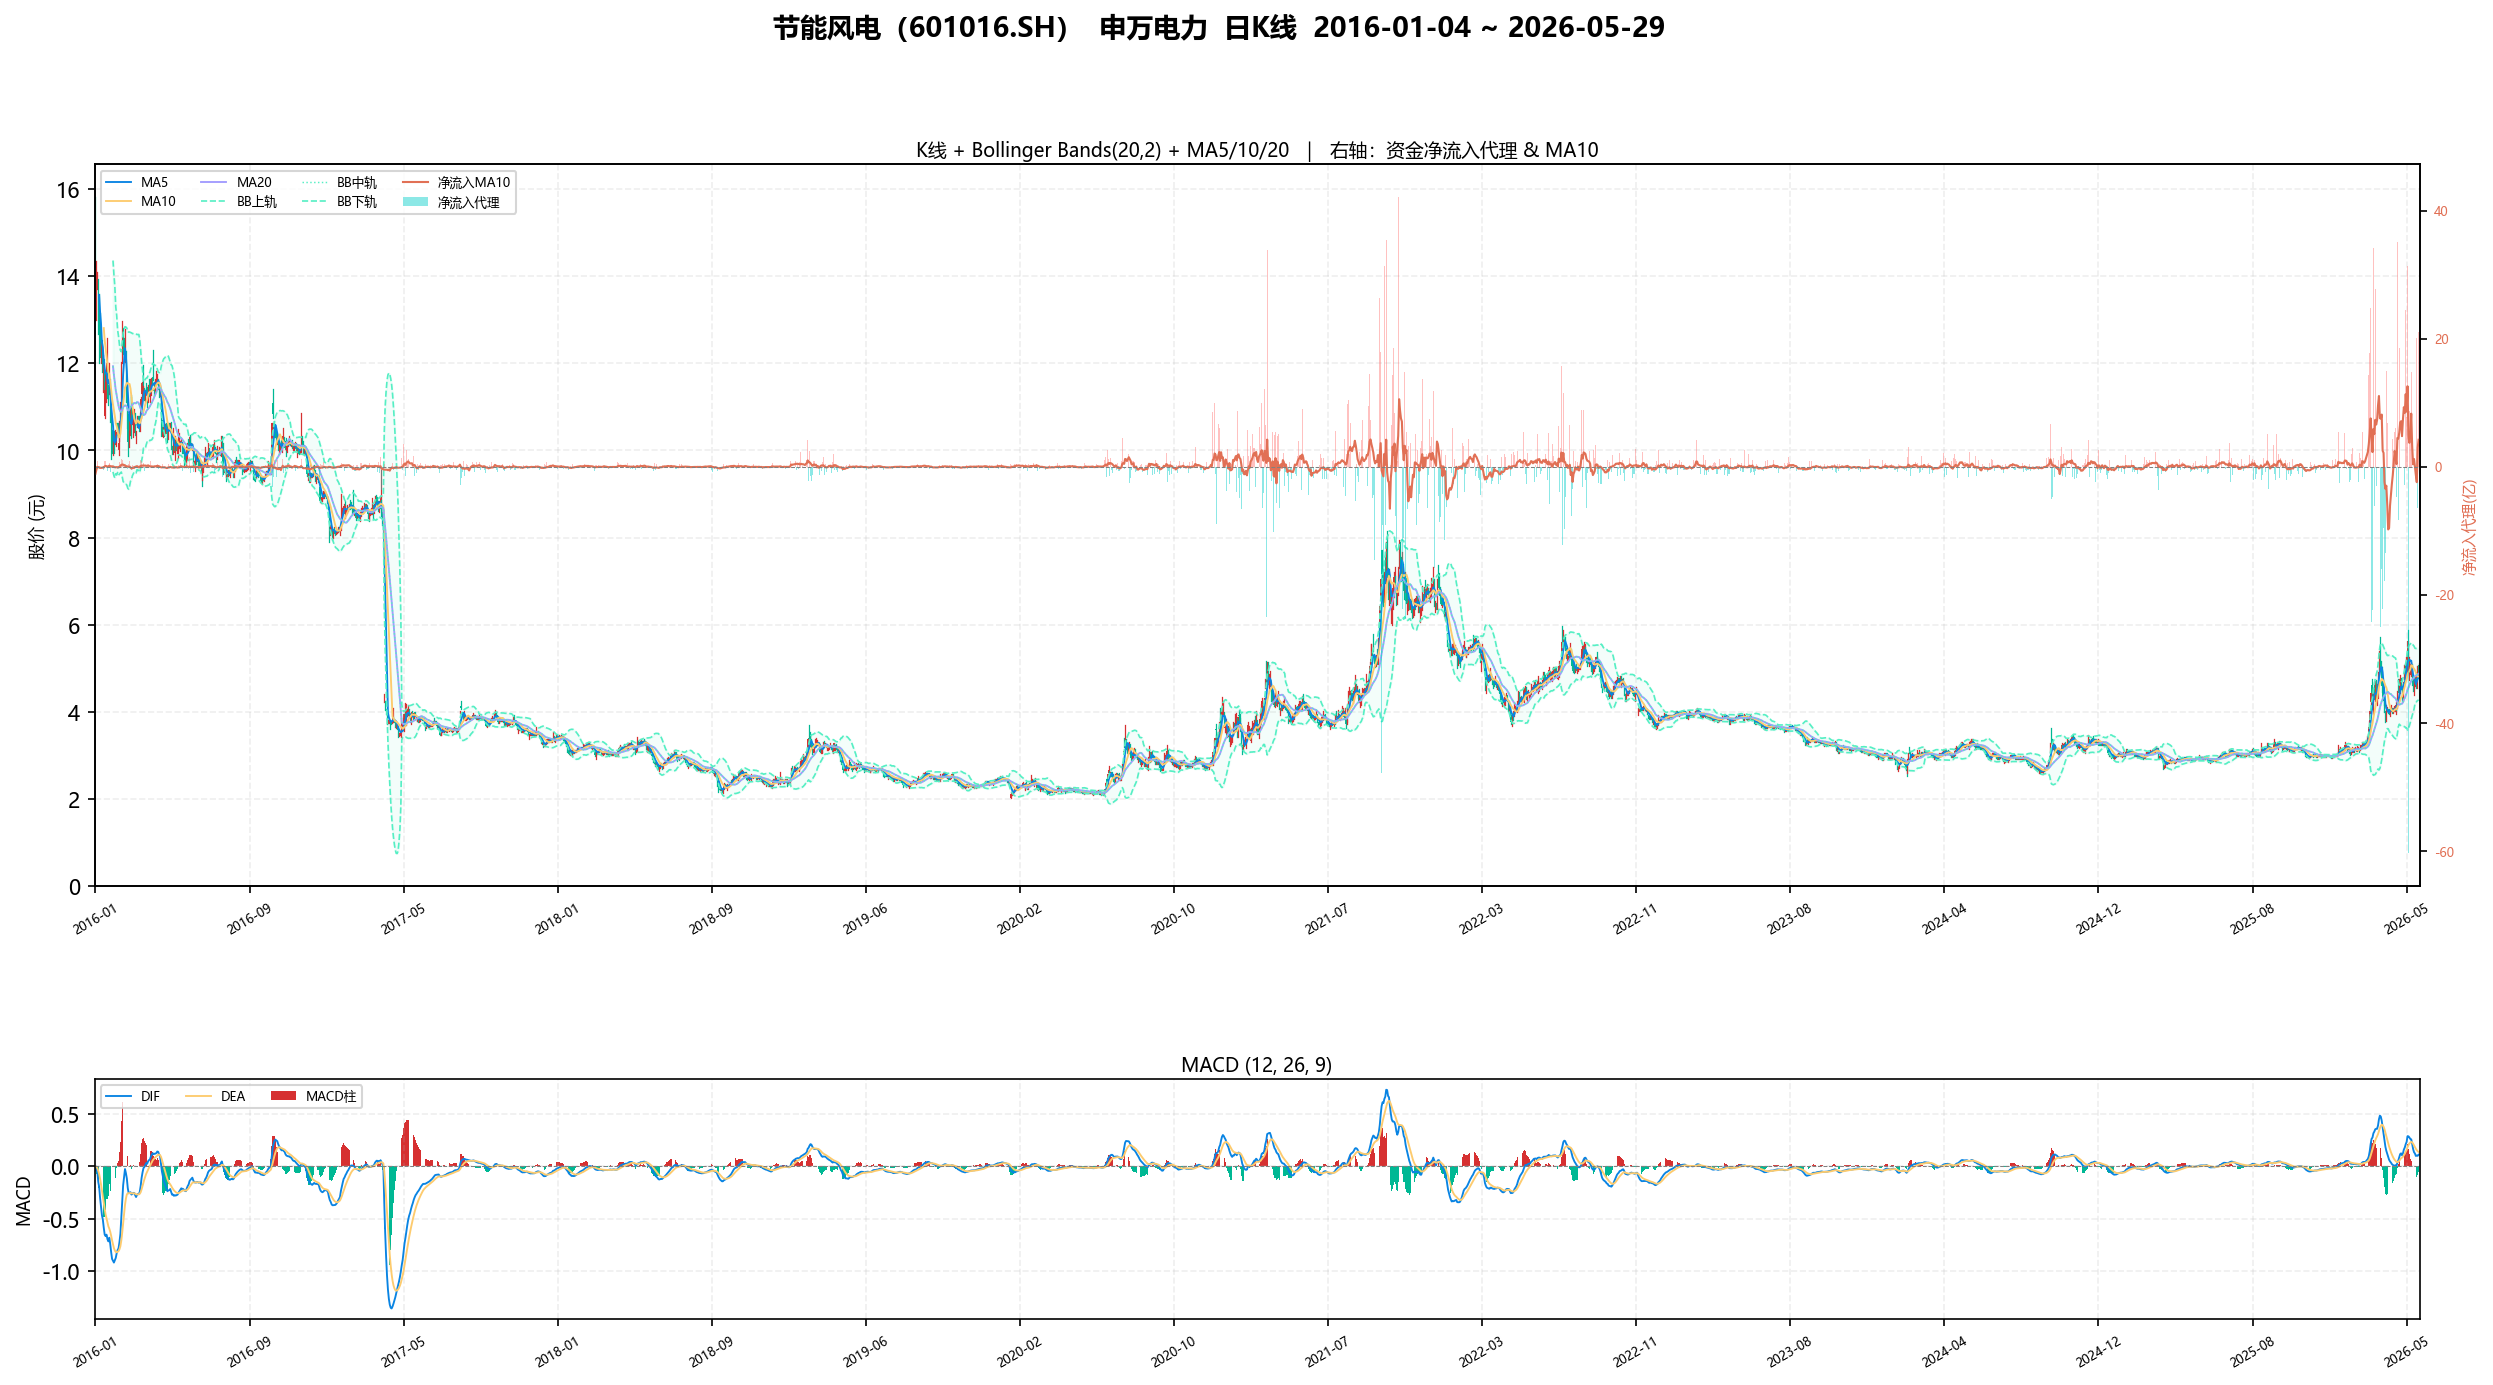 节能风电（601016.SH）  申万电力  日K线  2016-01-04 ~ 2026-05-29
K线 + Bollinger Bands(20,2) + MA5/10/20  |  右轴：资金净流入代理 & MA10
MA5 MA20 BB中轨 净流入MA10
MA10 BB上轨 BB下轨 净流入代理
16
14
12
10
8
6
4
2
0
股价 (元)
40
20
0
-20
-40
-60
净流入代理(亿)
2016-01 2016-09 2017-05 2018-01 2018-09 2019-06 2020-02 2020-10 2021-07 2022-03 2022-11 2023-08 2024-04 2024-12 2025-08 2026-05
MACD (12, 26, 9)
DIF DEA MACD柱
0.5
0.0
-0.5
-1.0
MACD
2016-01 2016-09 2017-05 2018-01 2018-09 2019-06 2020-02 2020-10 2021-07 2022-03 2022-11 2023-08 2024-04 2024-12 2025-08 2026-05